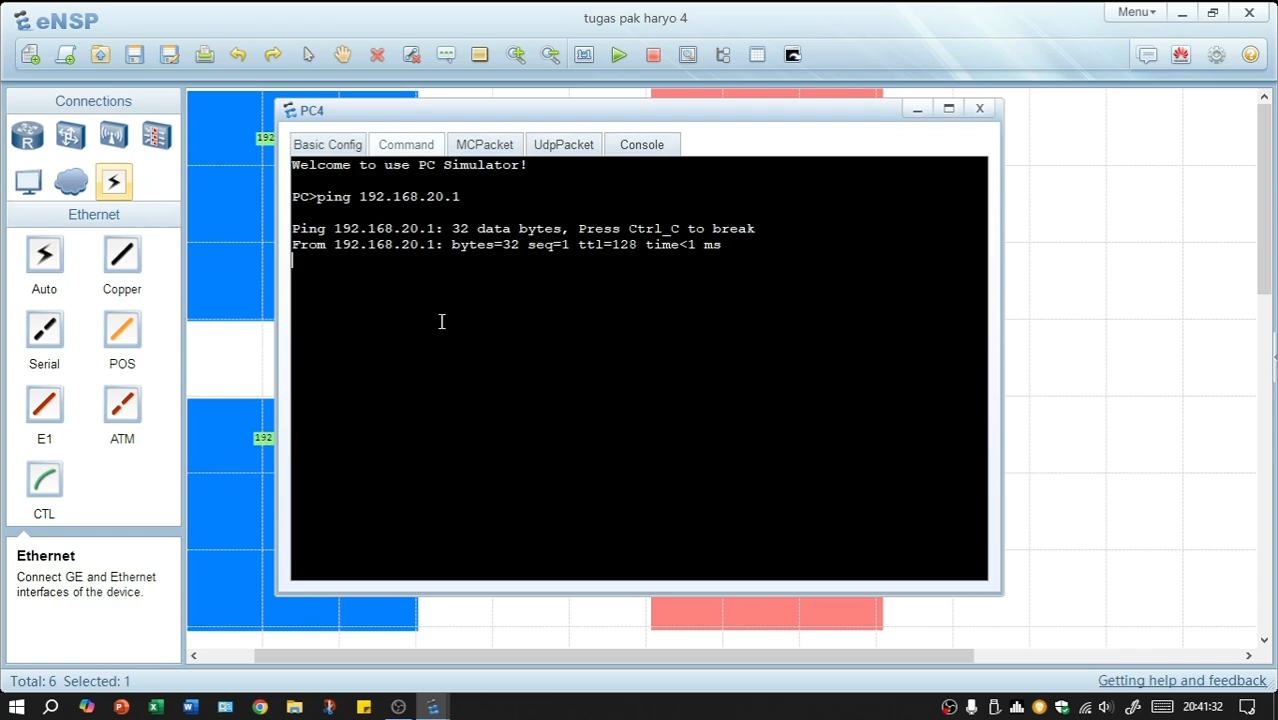 eNSP
tugas pak haryo 4
Menu
Connections
R
Ethernet
Auto
Copper
Serial
POS
E1
ATM
CTL
Ethernet
Connect GE and Ethernet
interfaces of the device.
192
192
PC4
Basic Config
Command
MCPacket
UdpPacket
Console
Welcome to use PC Simulator!
PC>ping 192.168.20.1
Ping 192.168.20.1: 32 data bytes, Press Ctrl_C to break
From 192.168.20.1: bytes=32 seq=1 ttl=128 time<1 ms
Total: 6 Selected: 1
Getting help and feedback
20:41:32